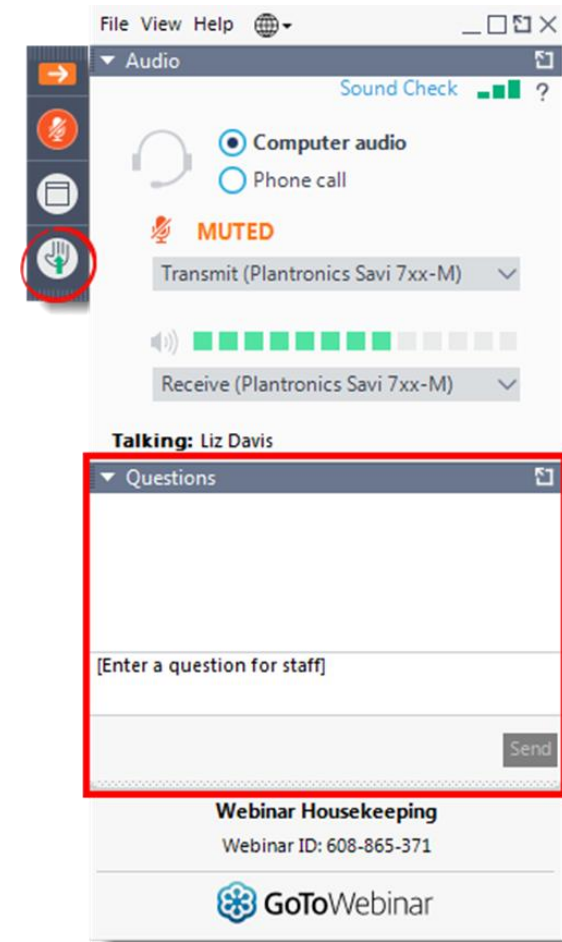 File View Help
Audio
Sound Check ?
Computer audio
Phone call
MUTED
Transmit (Plantronics Savi 7xx-M)
Receive (Plantronics Savi 7xx-M)
Talking: Liz Davis
Questions
[Enter a question for staff]
Send
Webinar Housekeeping
Webinar ID: 608-865-371
GoToWebinar